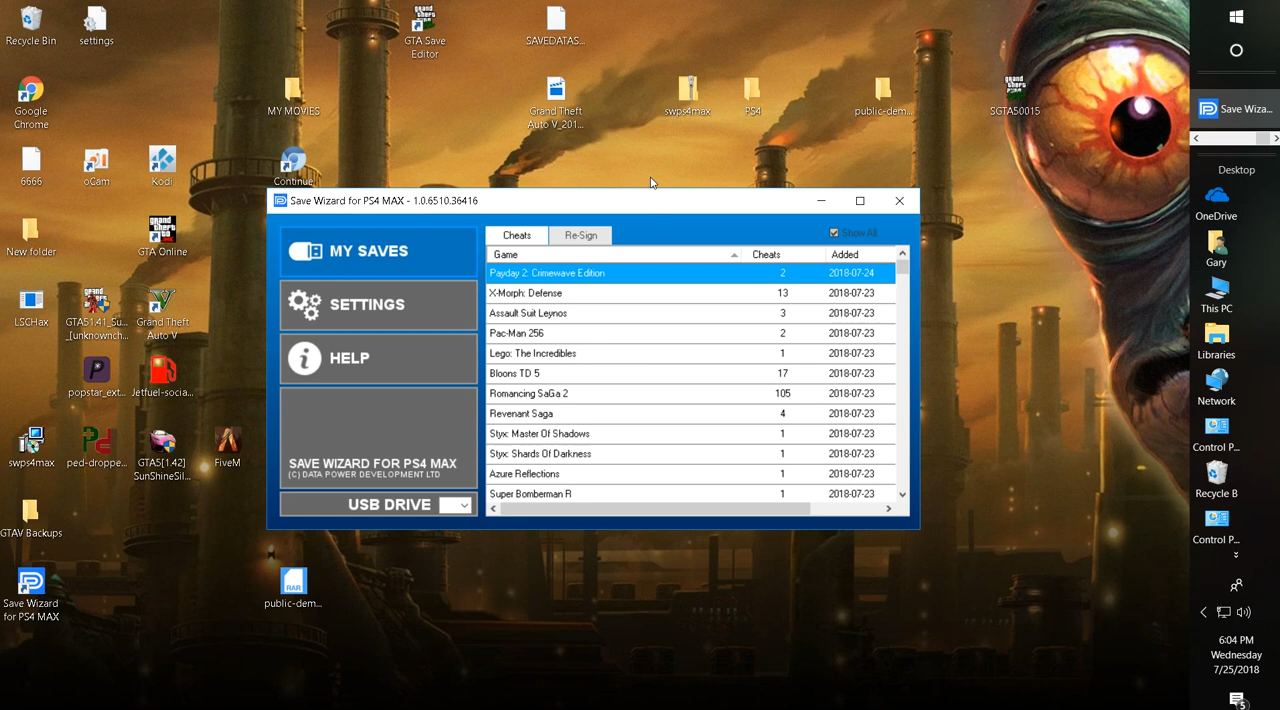 Recycle Bin
settings
GTA Save
Editor
SAVEDATAS...
Google
Chrome
MY MOVIES
Grand Theft
Auto V_201...
swps4max
PS4
public-dem...
SGTA50015
6666
oCam
Kodi
Continue
New folder
GTA Online
LSCHax
GTA51.41_Su...
_[unknownch...
Grand Theft
Auto V
popstar_ext...
Jetfuel-socia...
swps4max
ped-droppe...
GTA5[1.42]
SunShineSil...
FiveM
GTAV Backups
Save Wizard
for PS4 MAX
RAR
public-dem...
Save Wizard for PS4 MAX - 1.0.6510.36416
MY SAVES
SETTINGS
HELP
SAVE WIZARD FOR PS4 MAX
(C) DATA POWER DEVELOPMENT LTD
USB DRIVE
Cheats Re-Sign Show All
Game Cheats Added
Payday 2: Crimewave Edition 2 2018-07-24
X-Morph: Defense 13 2018-07-23
Assault Suit Leynos 3 2018-07-23
Pac-Man 256 2 2018-07-23
Lego: The Incredibles 1 2018-07-23
Bloons TD 5 17 2018-07-23
Romancing SaGa 2 105 2018-07-23
Revenant Saga 4 2018-07-23
Styx: Master Of Shadows 1 2018-07-23
Styx: Shards Of Darkness 1 2018-07-23
Azure Reflections 1 2018-07-23
Super Bomberman R 1 2018-07-23
Save Wiza...
Desktop
OneDrive
Gary
This PC
Libraries
Network
Control P...
Recycle B
Control P...
6:04 PM
Wednesday
7/25/2018
5